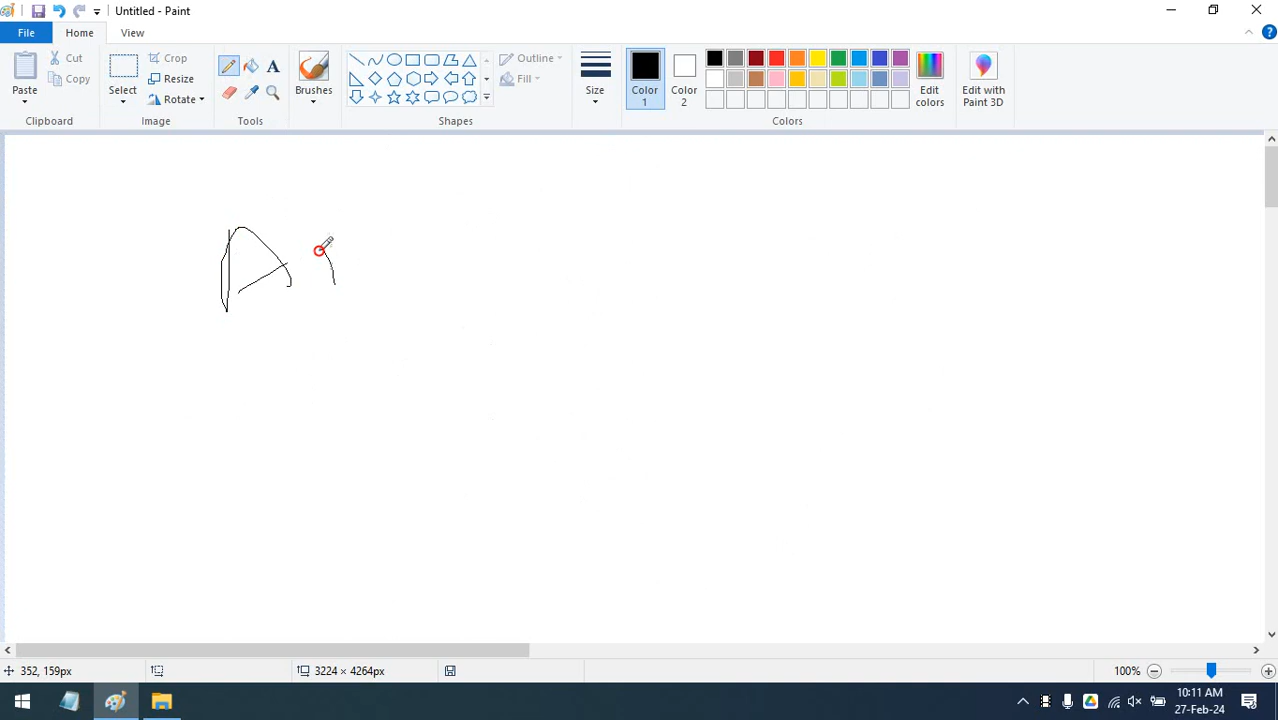 Untitled - Paint
File Home View
Paste
Cut
Copy
Clipboard
Select
Crop
Resize
Rotate
Image
A
Tools
Brushes
Shapes
Outline
Fill
Size
Color 1
Color 2
Edit colors
Colors
Edit with Paint 3D
A
352, 159px
3224 × 4264px
100%
10:11 AM
27-Feb-24